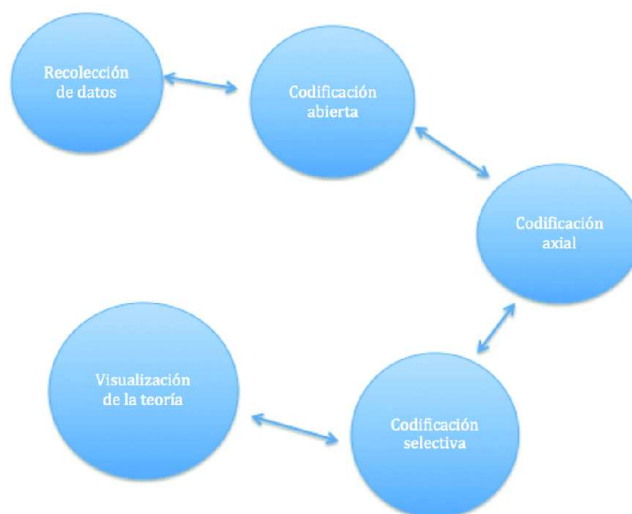 Recolección
de datos
Codificación
abierta
Codificación
axial
Codificación
selectiva
Visualización
de la teoría